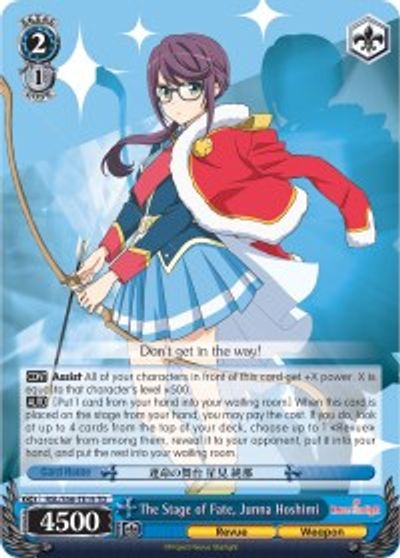 2
1
Don't get in the way!
CONT Assist All of your characters in front of this card get +X power. X is
equal to that character's level ×500.
AUTO [Put 1 card from your hand into your waiting room] When this card is
placed on the stage from your hand, you may pay the cost. If you do, look
at up to 4 cards from the top of your deck, choose up to 1 «Revue»
character from among them, reveal it to your opponent, put it into your
hand, and put the rest into your waiting room.
運命の舞台 星見 純那
4500
The Stage of Fate, Junna Hoshimi
Revue
Weapon
©Project Revue Starlight